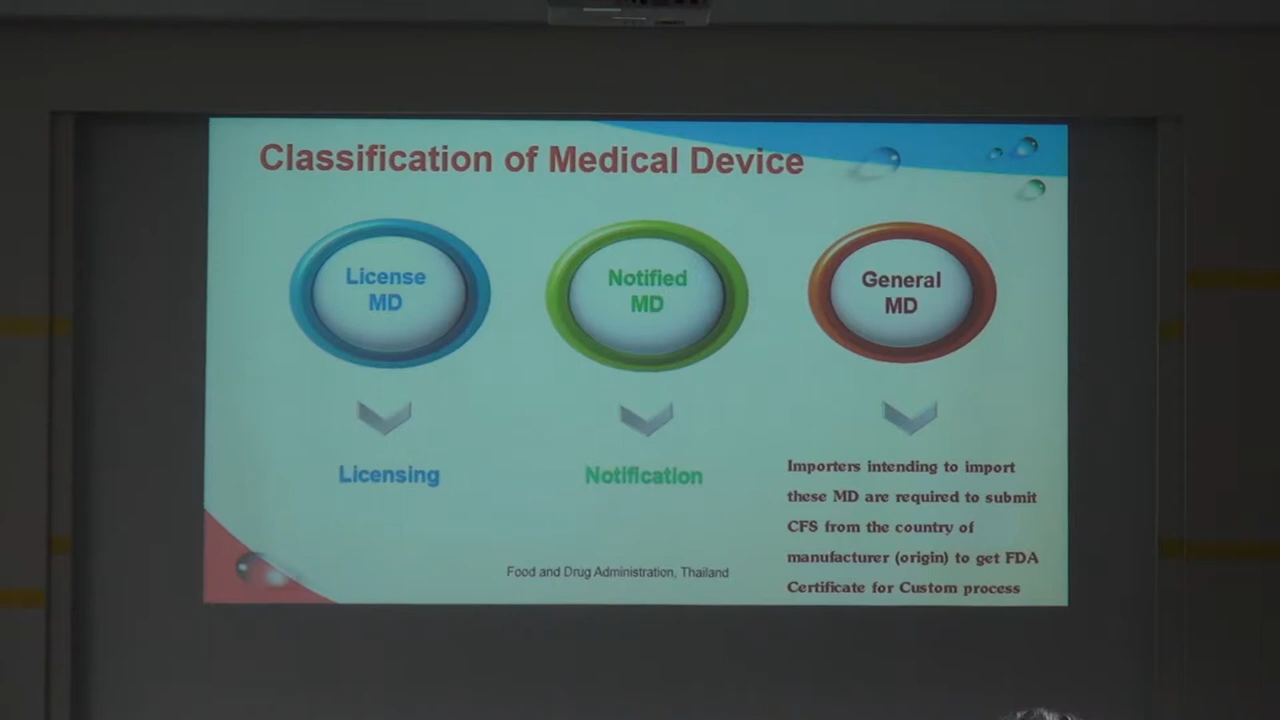 Classification of Medical Device
License
MD
Notified
MD
General
MD
Licensing
Notification
Importers intending to import
these MD are required to submit
CFS from the country of
manufacturer (origin) to get FDA
Certificate for Custom process
Food and Drug Administration, Thailand